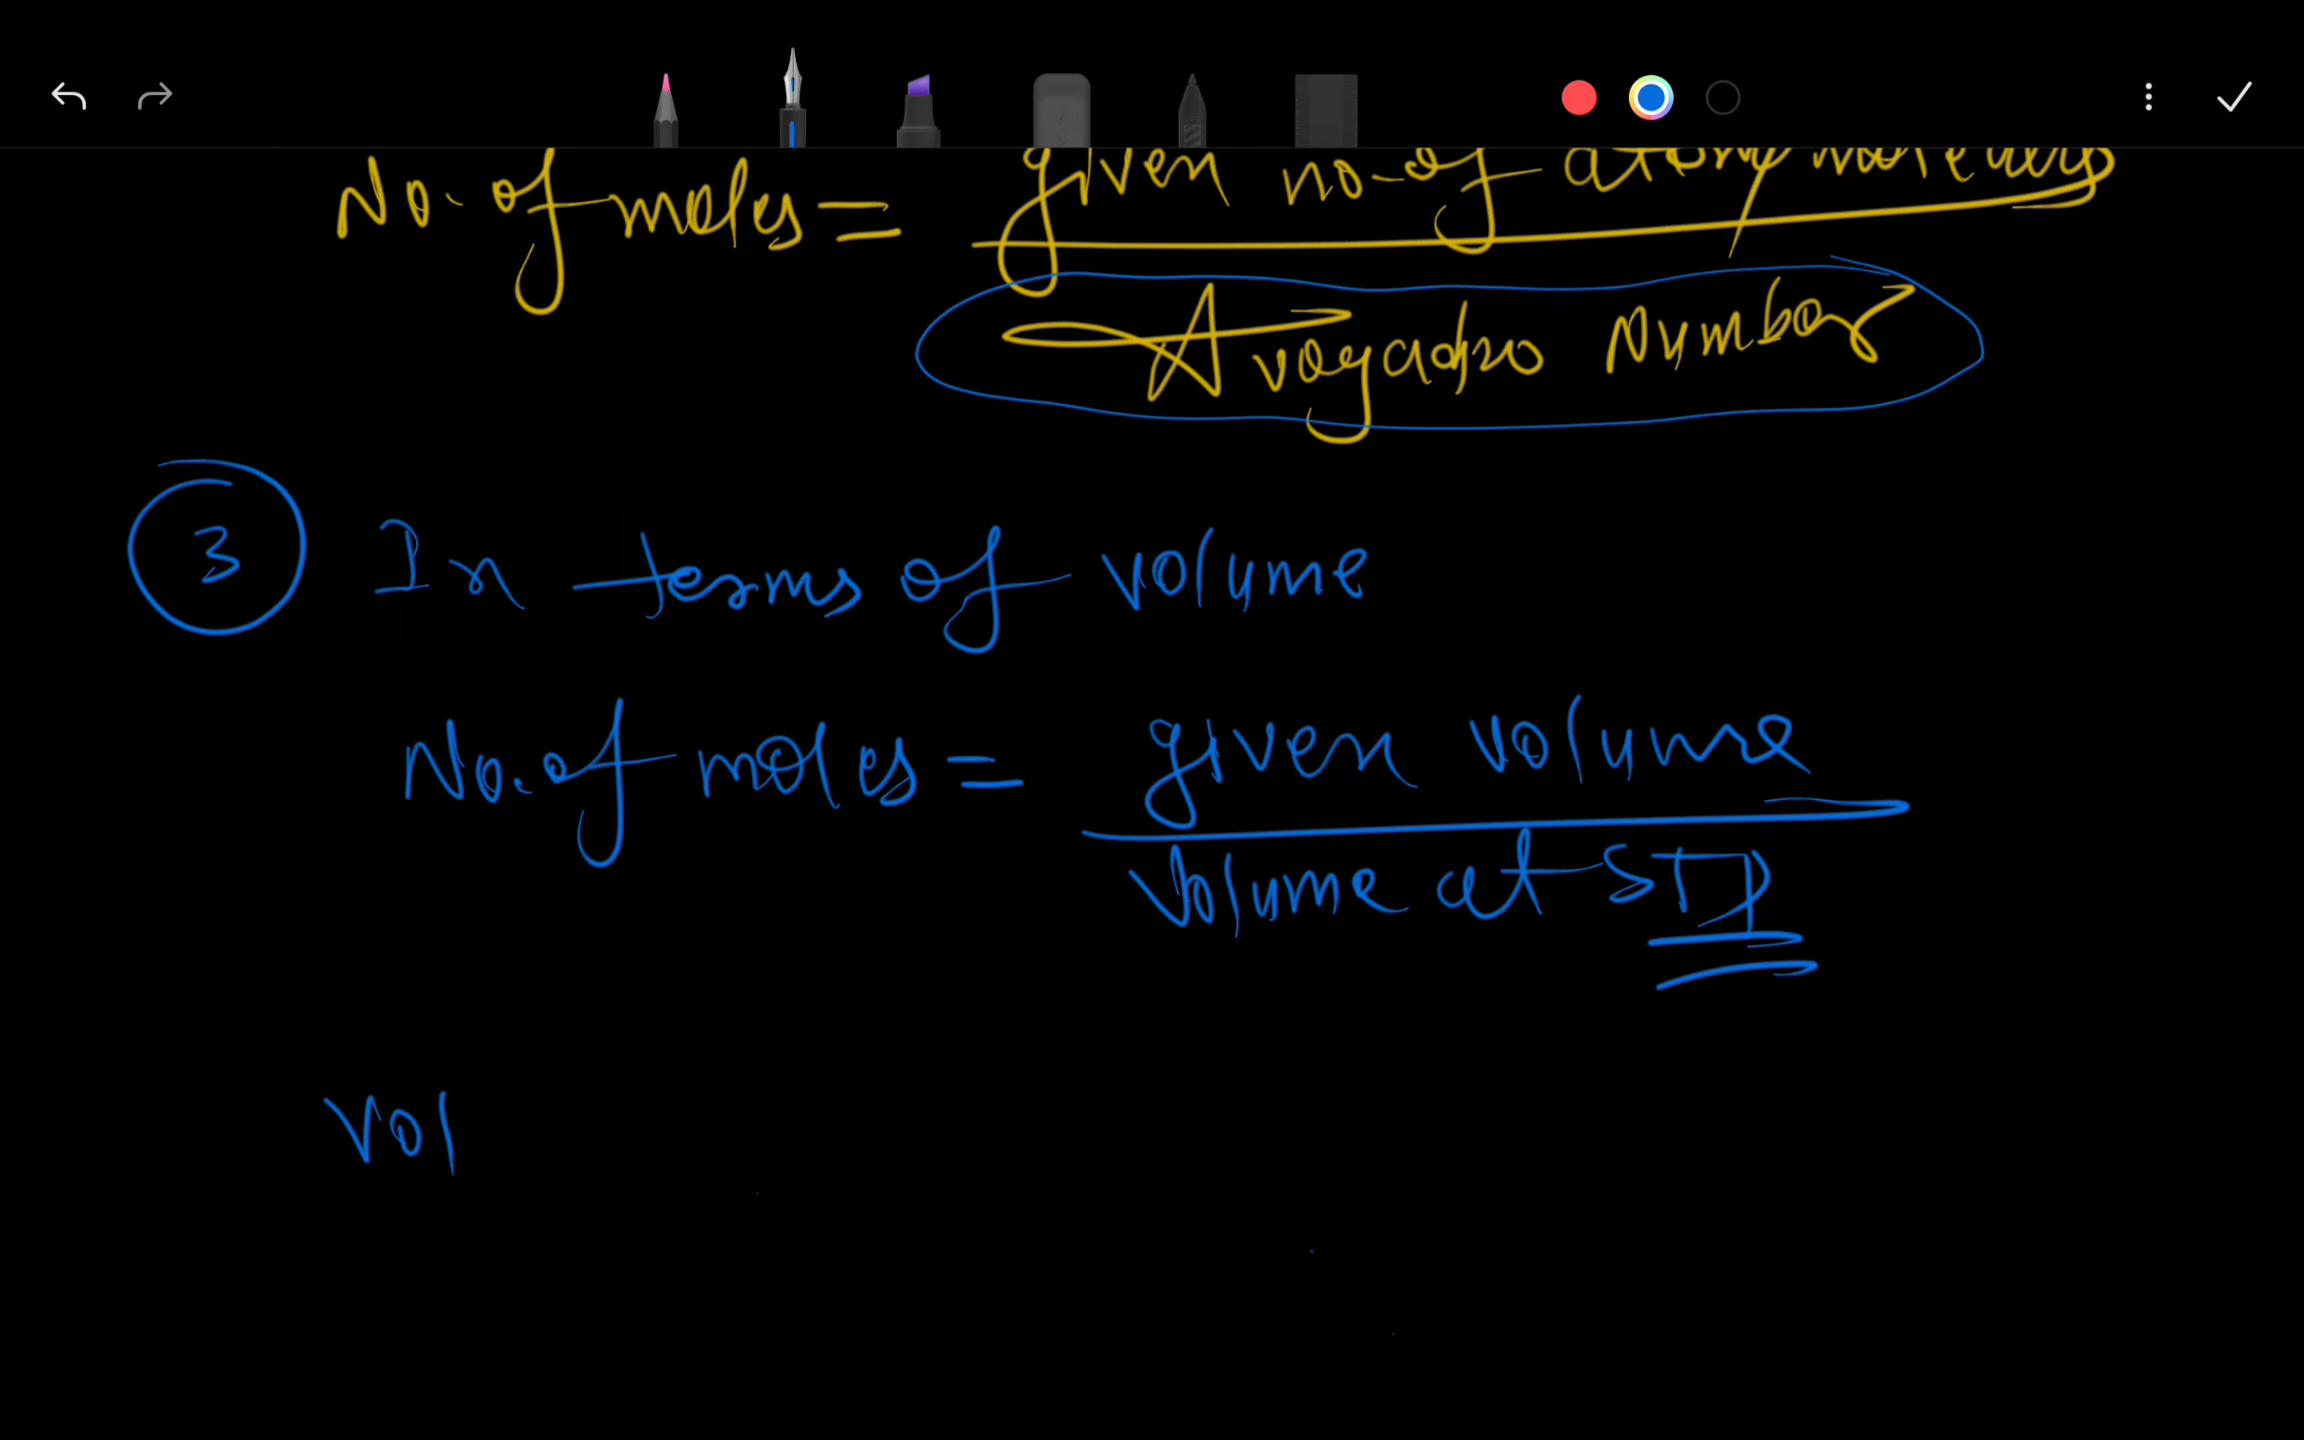 No. of moles = given no. of atoms/molecules
Avogadro Number
3 In terms of volume
No. of moles = given volume
Volume at STP
Vol